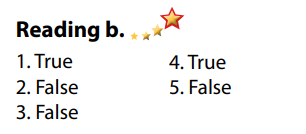 Reading b.
1. True
2. False
3. False
4. True
5. False